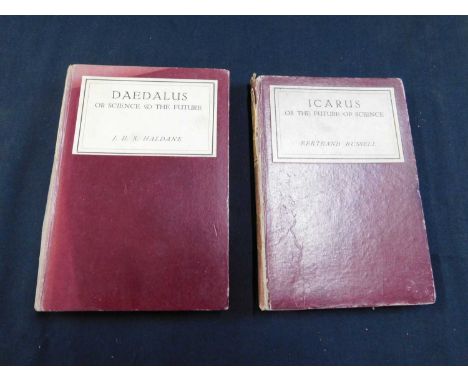 DAEDALUS
OR SCIENCE & THE FUTURE
J. B. S. HALDANE
ICARUS
OR THE FUTURE OF SCIENCE
BERTRAND RUSSELL